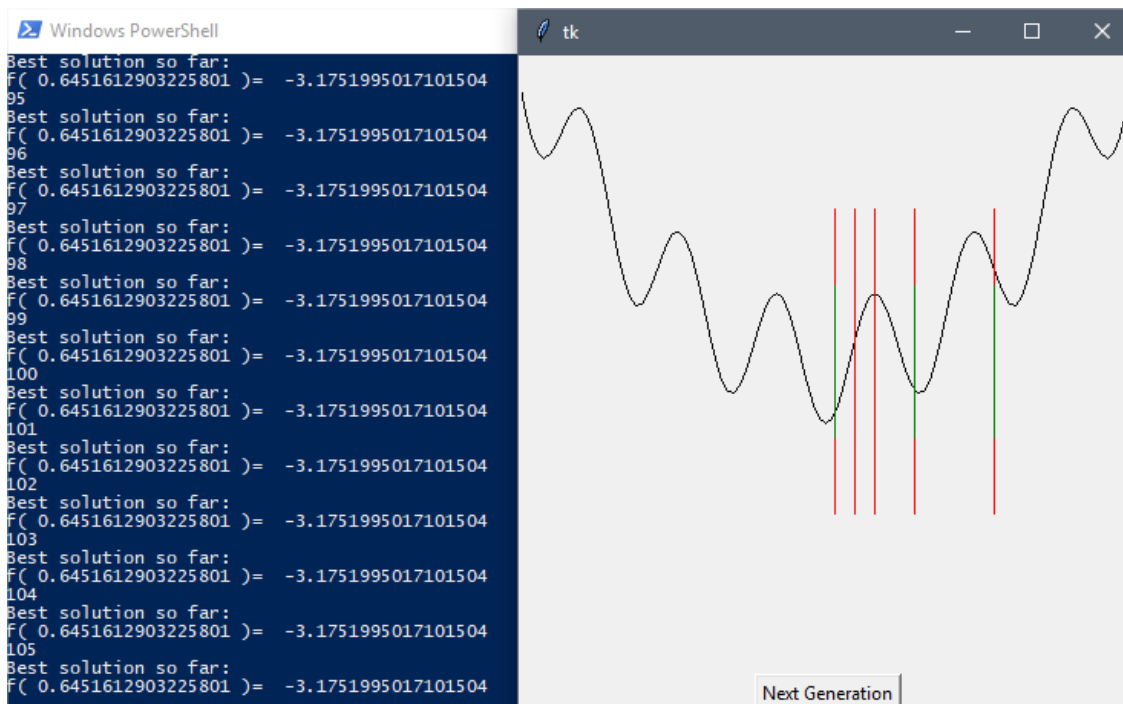 Windows PowerShell
tk
Best solution so far:
f( 0.6451612903225801 )=  -3.1751995017101504
95
Best solution so far:
f( 0.6451612903225801 )=  -3.1751995017101504
96
Best solution so far:
f( 0.6451612903225801 )=  -3.1751995017101504
97
Best solution so far:
f( 0.6451612903225801 )=  -3.1751995017101504
98
Best solution so far:
f( 0.6451612903225801 )=  -3.1751995017101504
99
Best solution so far:
f( 0.6451612903225801 )=  -3.1751995017101504
100
Best solution so far:
f( 0.6451612903225801 )=  -3.1751995017101504
101
Best solution so far:
f( 0.6451612903225801 )=  -3.1751995017101504
102
Best solution so far:
f( 0.6451612903225801 )=  -3.1751995017101504
103
Best solution so far:
f( 0.6451612903225801 )=  -3.1751995017101504
104
Best solution so far:
f( 0.6451612903225801 )=  -3.1751995017101504
105
Best solution so far:
f( 0.6451612903225801 )=  -3.1751995017101504
Next Generation